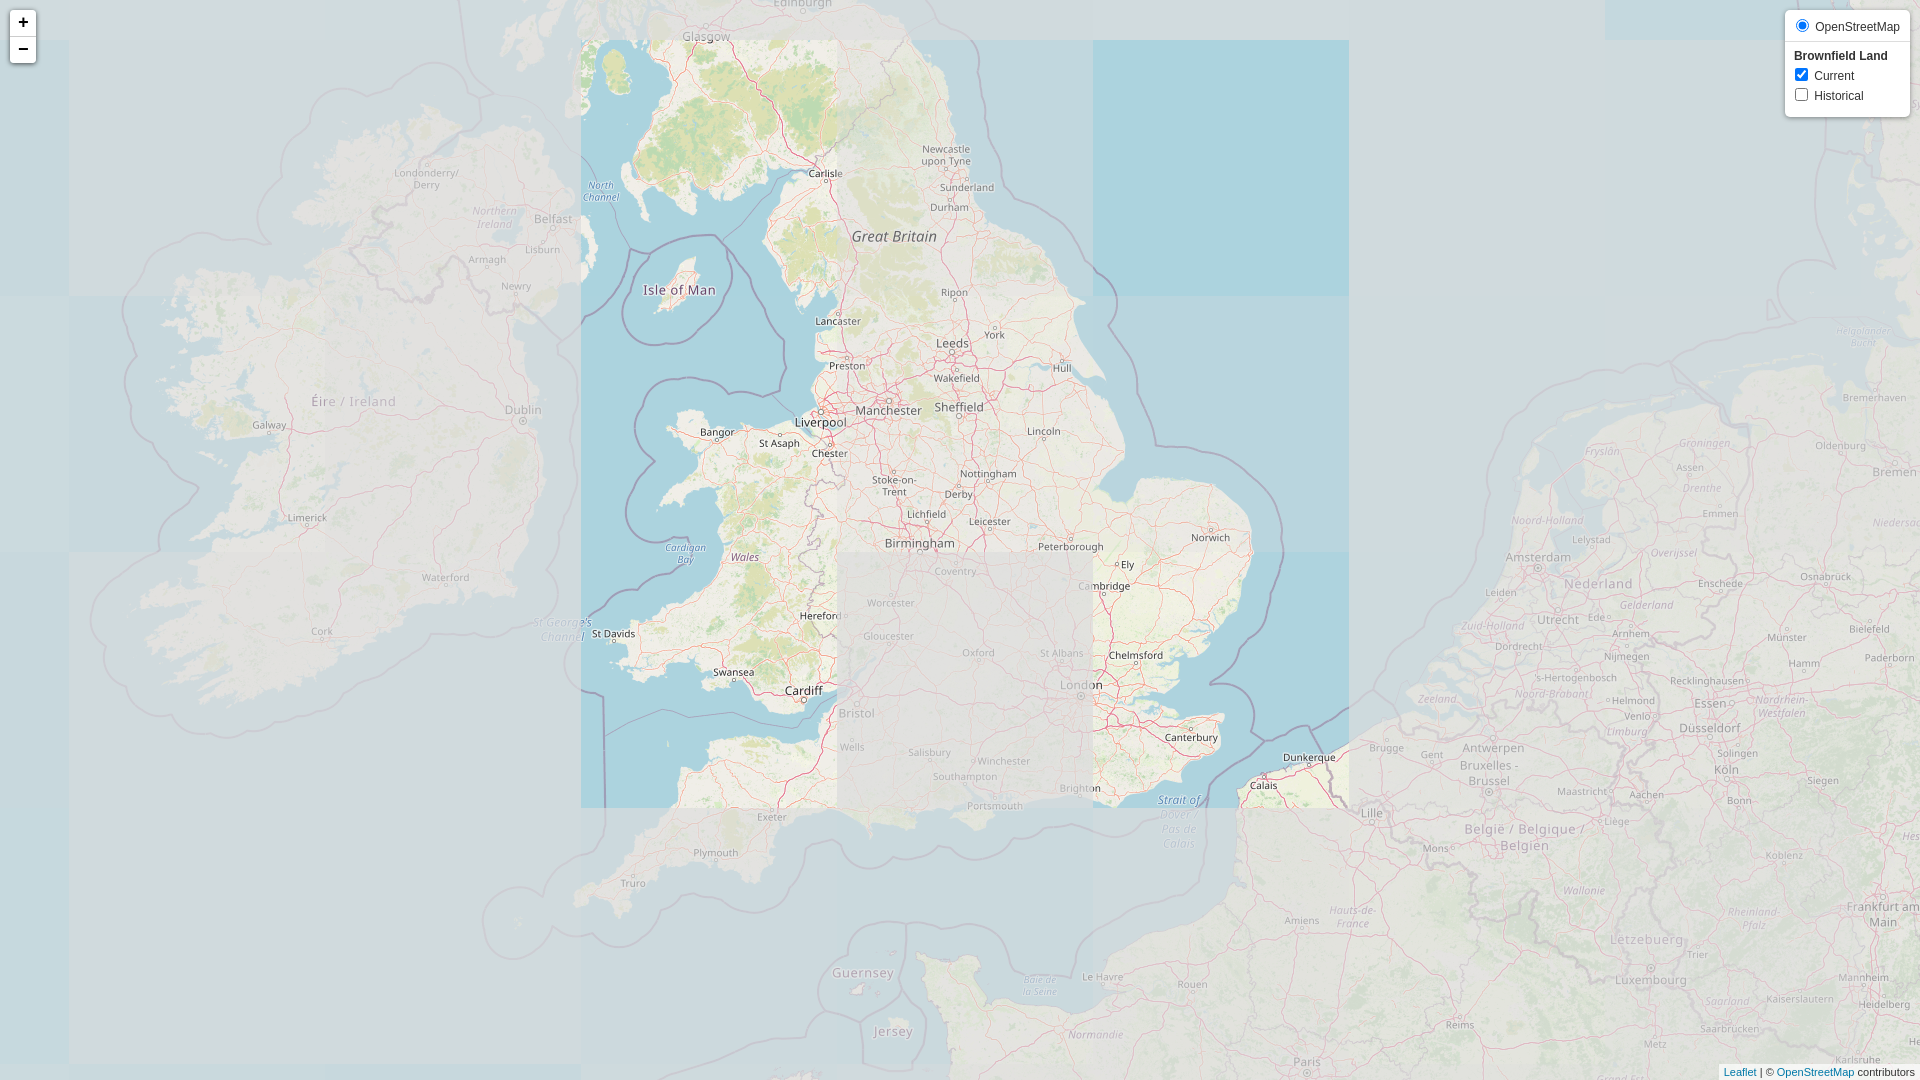 +
−
OpenStreetMap
Brownfield Land
Current
Historical
Edinburgh
Glasgow
Newcastle
upon Tyne
Londonderry/
Derry
Carlisle
North
Channel
Sunderland
Durham
Northern
Ireland
Belfast
Great Britain
Lisburn
Armagh
Newry
Isle of Man
Ripon
Lancaster
York
Leeds
Preston
Hull
Wakefield
Helgoländer
Bucht
Bremerhaven
Éire / Ireland
Dublin
Manchester
Sheffield
Liverpool
Galway
Bangor
St Asaph
Chester
Lincoln
Groningen
Oldenburg
Fryslân
Assen
Bremen
Nottingham
Stoke-on-
Trent
Derby
Drenthe
Limerick
Lichfield
Leicester
Emmen
Noord-Holland
Niedersac
Birmingham
Peterborough
Norwich
Lelystad
Cardigan
Bay
Wales
Amsterdam
Overijssel
Ely
Coventry
Waterford
Cambridge
Nederland
Enschede
Osnabrück
Leiden
Worcester
Gelderland
Hereford
Utrecht
Ede
Zuid-Holland
Arnhem
Bielefeld
St George's
Channel
Cork
St Davids
Gloucester
Münster
Dordrecht
Nijmegen
Oxford
St Albans
Chelmsford
Paderborn
Hamm
Swansea
's-Hertogenbosch
Recklinghausen
London
Cardiff
Noord-Brabant
Zeeland
Helmond
Essen
Nordrhein-
Westfalen
Bristol
Venlo
Düsseldorf
Canterbury
Limburg
Wells
Salisbury
Brugge
Antwerpen
Gent
Solingen
Winchester
Dunkerque
Bruxelles -
Brussel
Köln
Southampton
Calais
Siegen
Brighton
Maastricht
Aachen
Strait of
Dover /
Pas de
Calais
Portsmouth
Bonn
Exeter
Lille
Liège
België / Belgique /
Belgien
Mons
Plymouth
Koblenz
Truro
Wallonie
Hauts-de-
France
Rheinland-
Pfalz
Frankfurt am
Main
Amiens
Letzebuerg
Trier
Guernsey
Baie de
la Seine
Le Havre
Luxembourg
Mannheim
Rouen
Saarland
Kaiserslautern
Heidelberg
Jersey
Normandie
Reims
Saarbrücken
Metz
Karlsruhe
Paris
Grand Est
Leaflet | © OpenStreetMap contributors